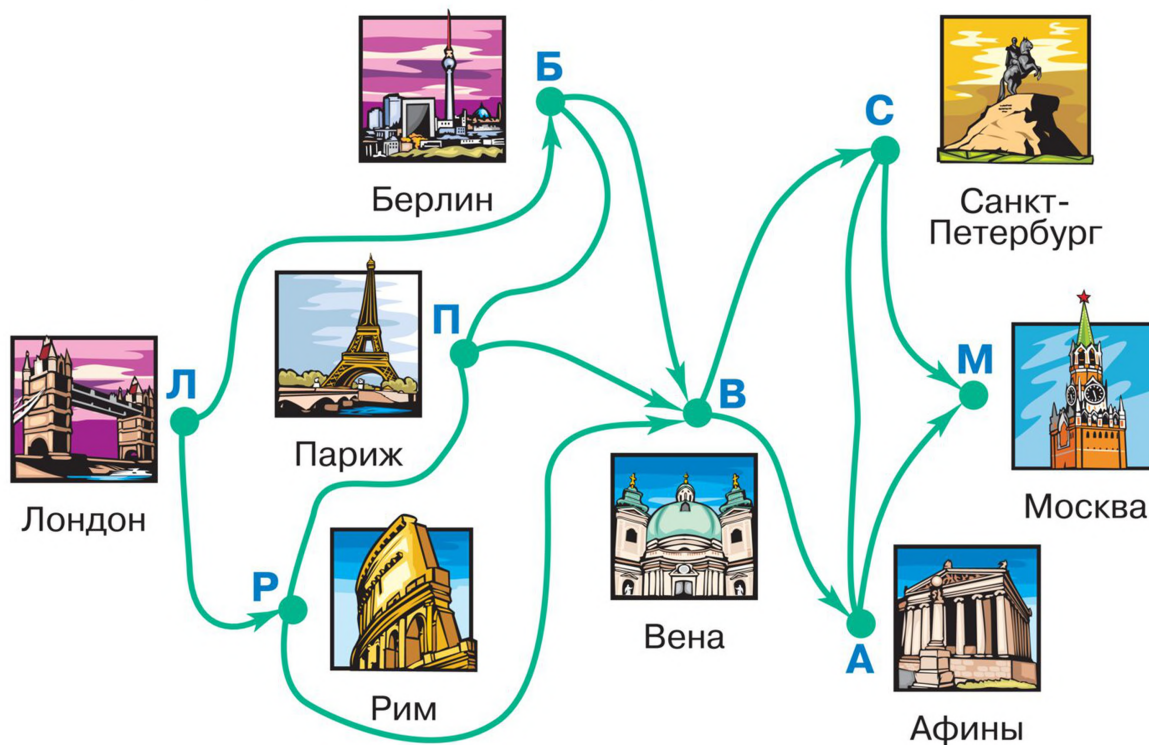 Б
Берлин
С
Санкт-
Петербург
П
Париж
Л
Лондон
В
Вена
М
Москва
Р
Рим
А
Афины